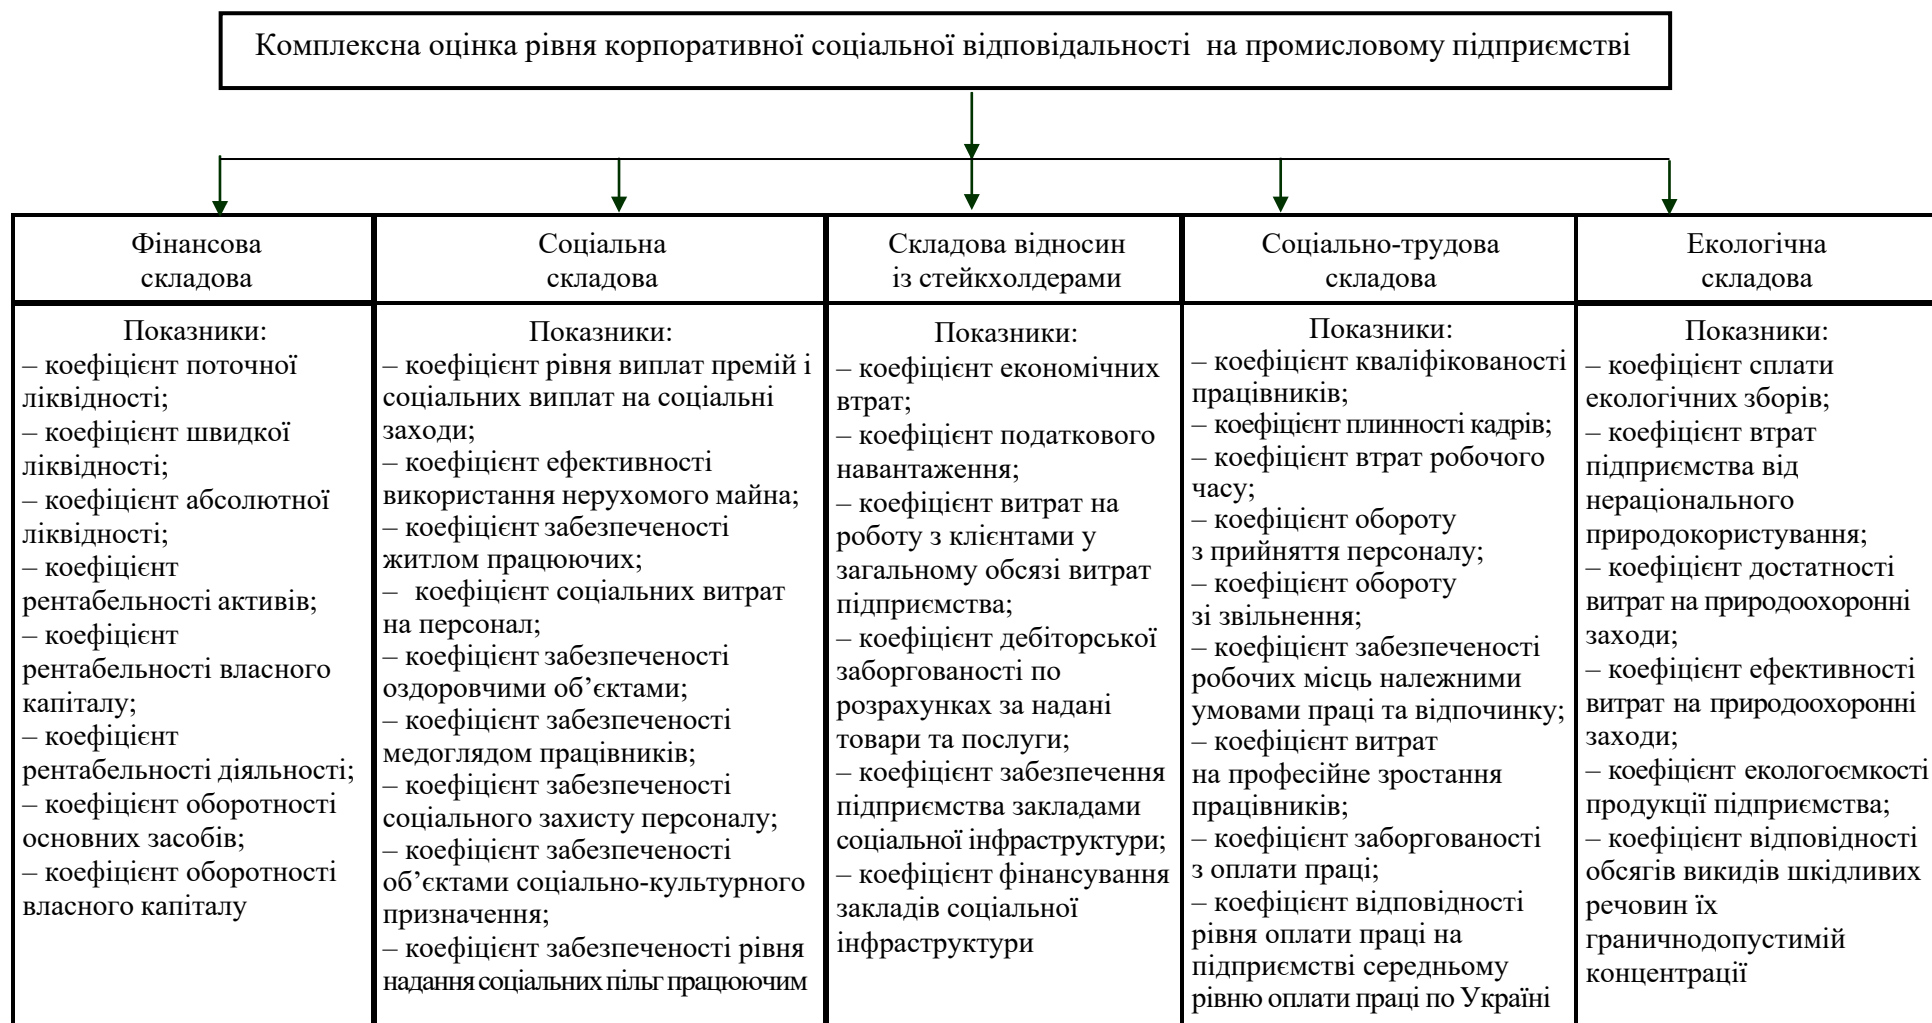 Комплексна оцінка рівня корпоративної соціальної відповідальності на промисловому підприємстві
Фінансова
складова
Соціальна
складова
Складова відносин
із стейкхолдерами
Соціально-трудова
складова
Екологічна
складова
Показники:
– коефіцієнт поточної
ліквідності;
– коефіцієнт швидкої
ліквідності;
– коефіцієнт абсолютної
ліквідності;
– коефіцієнт
рентабельності активів;
– коефіцієнт
рентабельності власного
капіталу;
– коефіцієнт
рентабельності діяльності;
– коефіцієнт оборотності
основних засобів;
– коефіцієнт оборотності
власного капіталу
Показники:
– коефіцієнт рівня виплат премій і
соціальних виплат на соціальні
заходи;
– коефіцієнт ефективності
використання нерухомого майна;
– коефіцієнт забезпеченості
житлом працюючих;
– коефіцієнт соціальних витрат
на персонал;
– коефіцієнт забезпеченості
оздоровчими об’єктами;
– коефіцієнт забезпеченості
медоглядом працівників;
– коефіцієнт забезпеченості
соціального захисту персоналу;
– коефіцієнт забезпеченості
об’єктами соціально-культурного
призначення;
– коефіцієнт забезпеченості рівня
надання соціальних пільг працюючим
Показники:
– коефіцієнт економічних
втрат;
– коефіцієнт податкового
навантаження;
– коефіцієнт витрат на
роботу з клієнтами у
загальному обсязі витрат
підприємства;
– коефіцієнт дебіторської
заборгованості по
розрахунках за надані
товари та послуги;
– коефіцієнт забезпечення
підприємства закладами
соціальної інфраструктури;
– коефіцієнт фінансування
закладів соціальної
інфраструктури
Показники:
– коефіцієнт кваліфікованості
працівників;
– коефіцієнт плинності кадрів;
– коефіцієнт втрат робочого
часу;
– коефіцієнт обороту
з прийняття персоналу;
– коефіцієнт обороту
зі звільнення;
– коефіцієнт забезпеченості
робочих місць належними
умовами праці та відпочинку;
– коефіцієнт витрат
на професійне зростання
працівників;
– коефіцієнт заборгованості
з оплати праці;
– коефіцієнт відповідності
рівня оплати праці на
підприємстві середньому
рівню оплати праці по Україні
Показники:
– коефіцієнт сплати
екологічних зборів;
– коефіцієнт втрат
підприємства від
нераціонального
природокористування;
– коефіцієнт достатності
витрат на природоохоронні
заходи;
– коефіцієнт ефективності
витрат на природоохоронні
заходи;
– коефіцієнт екологоємкості
продукції підприємства;
– коефіцієнт відповідності
обсягів викидів шкідливих
речовин їх
граничнодопустимій
концентрації